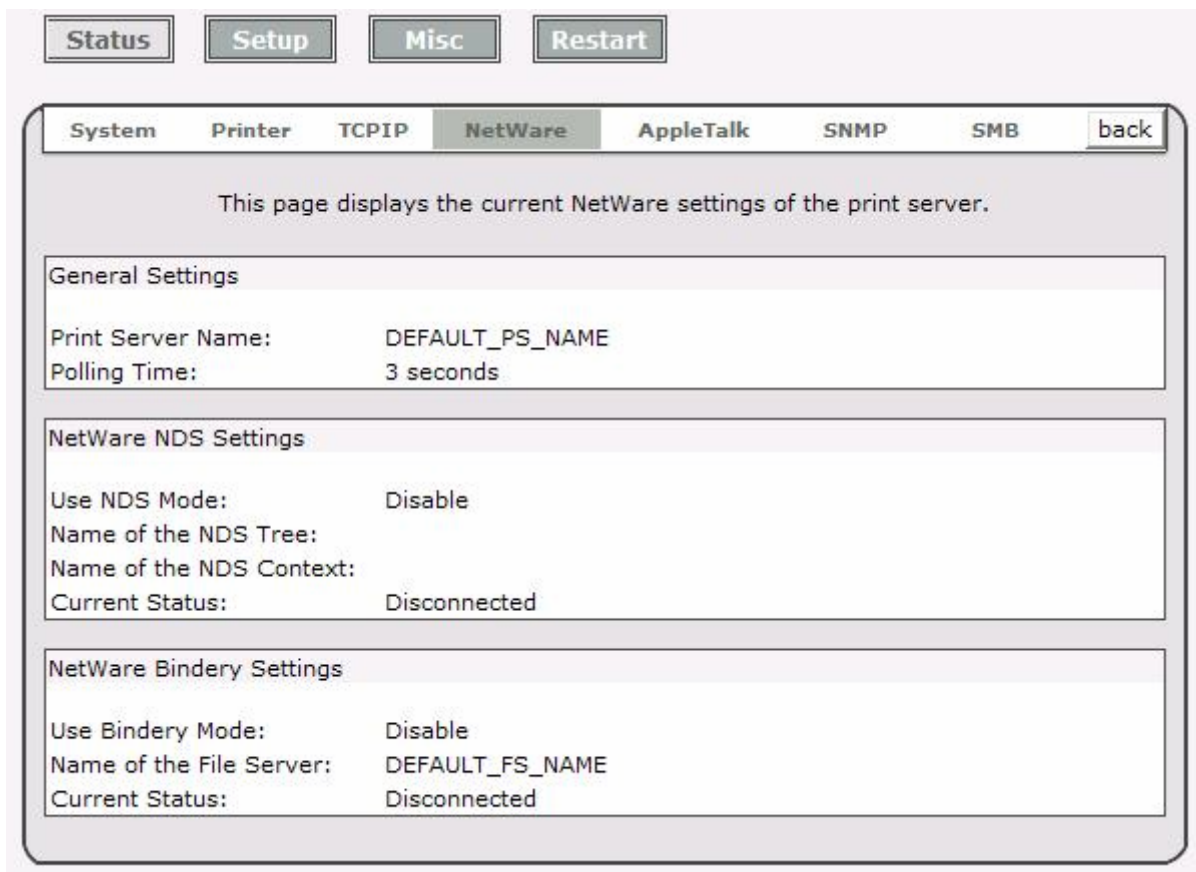 Status Setup Misc Restart
System Printer TCPIP NetWare AppleTalk SNMP SMB back
This page displays the current NetWare settings of the print server.
General Settings
Print Server Name: DEFAULT_PS_NAME
Polling Time: 3 seconds
NetWare NDS Settings
Use NDS Mode: Disable
Name of the NDS Tree:
Name of the NDS Context:
Current Status: Disconnected
NetWare Bindery Settings
Use Bindery Mode: Disable
Name of the File Server: DEFAULT_FS_NAME
Current Status: Disconnected